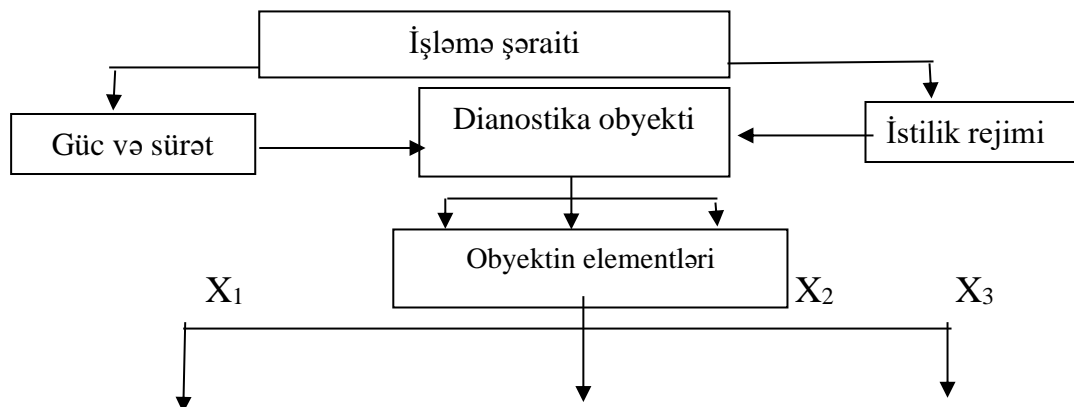 İşləmə şəraiti
Dianostika obyekti
Güc və sürət
İstilik rejimi
Obyektin elementləri
X₁
X₂
X₃